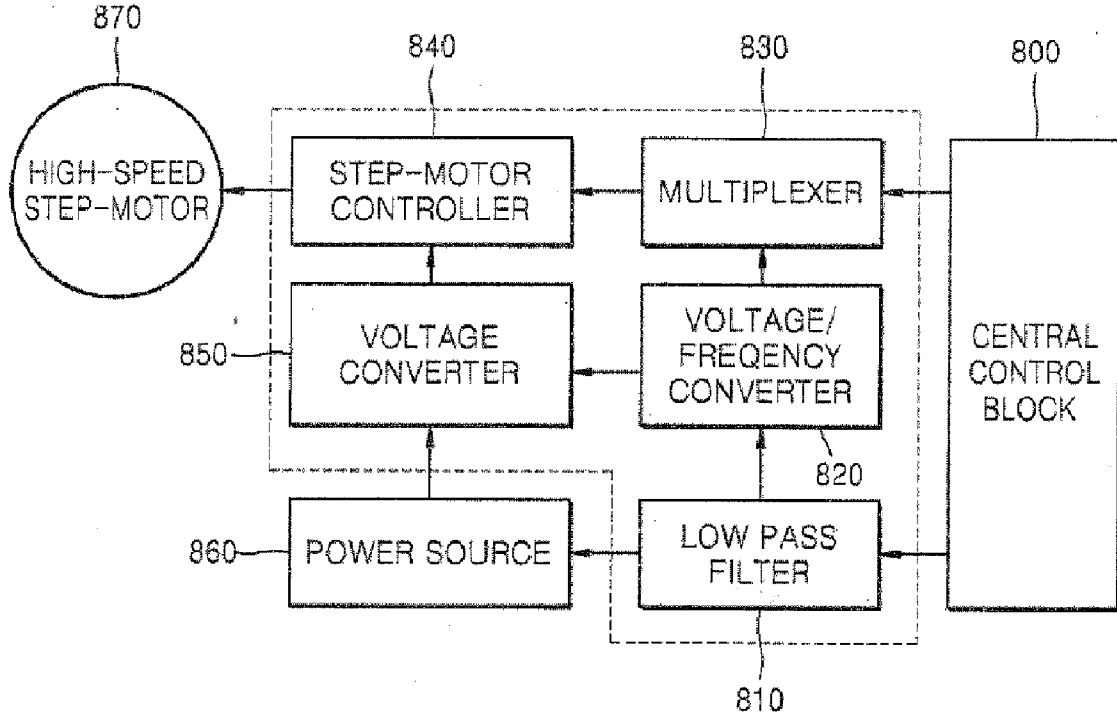 870
840
830
800
HIGH-SPEED
STEP-MOTOR
STEP-MOTOR
CONTROLLER
MULTIPLEXER
850
VOLTAGE
CONVERTER
VOLTAGE/
FREQENCY
CONVERTER
CENTRAL
CONTROL
BLOCK
820
860
POWER SOURCE
LOW PASS
FILTER
810